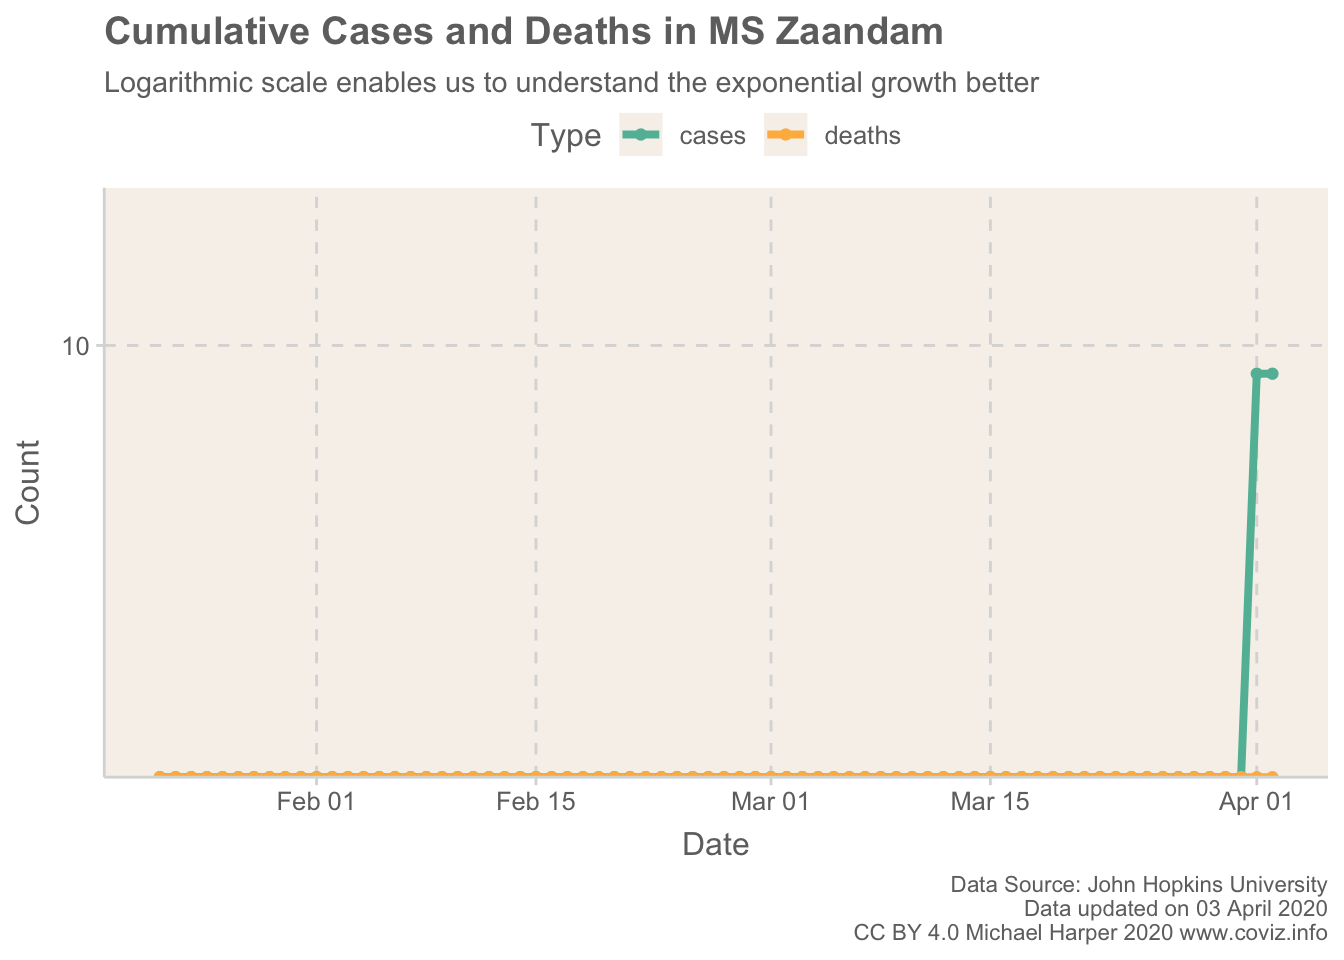 Cumulative Cases and Deaths in MS Zaandam
Logarithmic scale enables us to understand the exponential growth better
Type cases deaths
10
Count
Feb 01 Feb 15 Mar 01 Mar 15 Apr 01
Date
Data Source: John Hopkins University
Data updated on 03 April 2020
CC BY 4.0 Michael Harper 2020 www.coviz.info